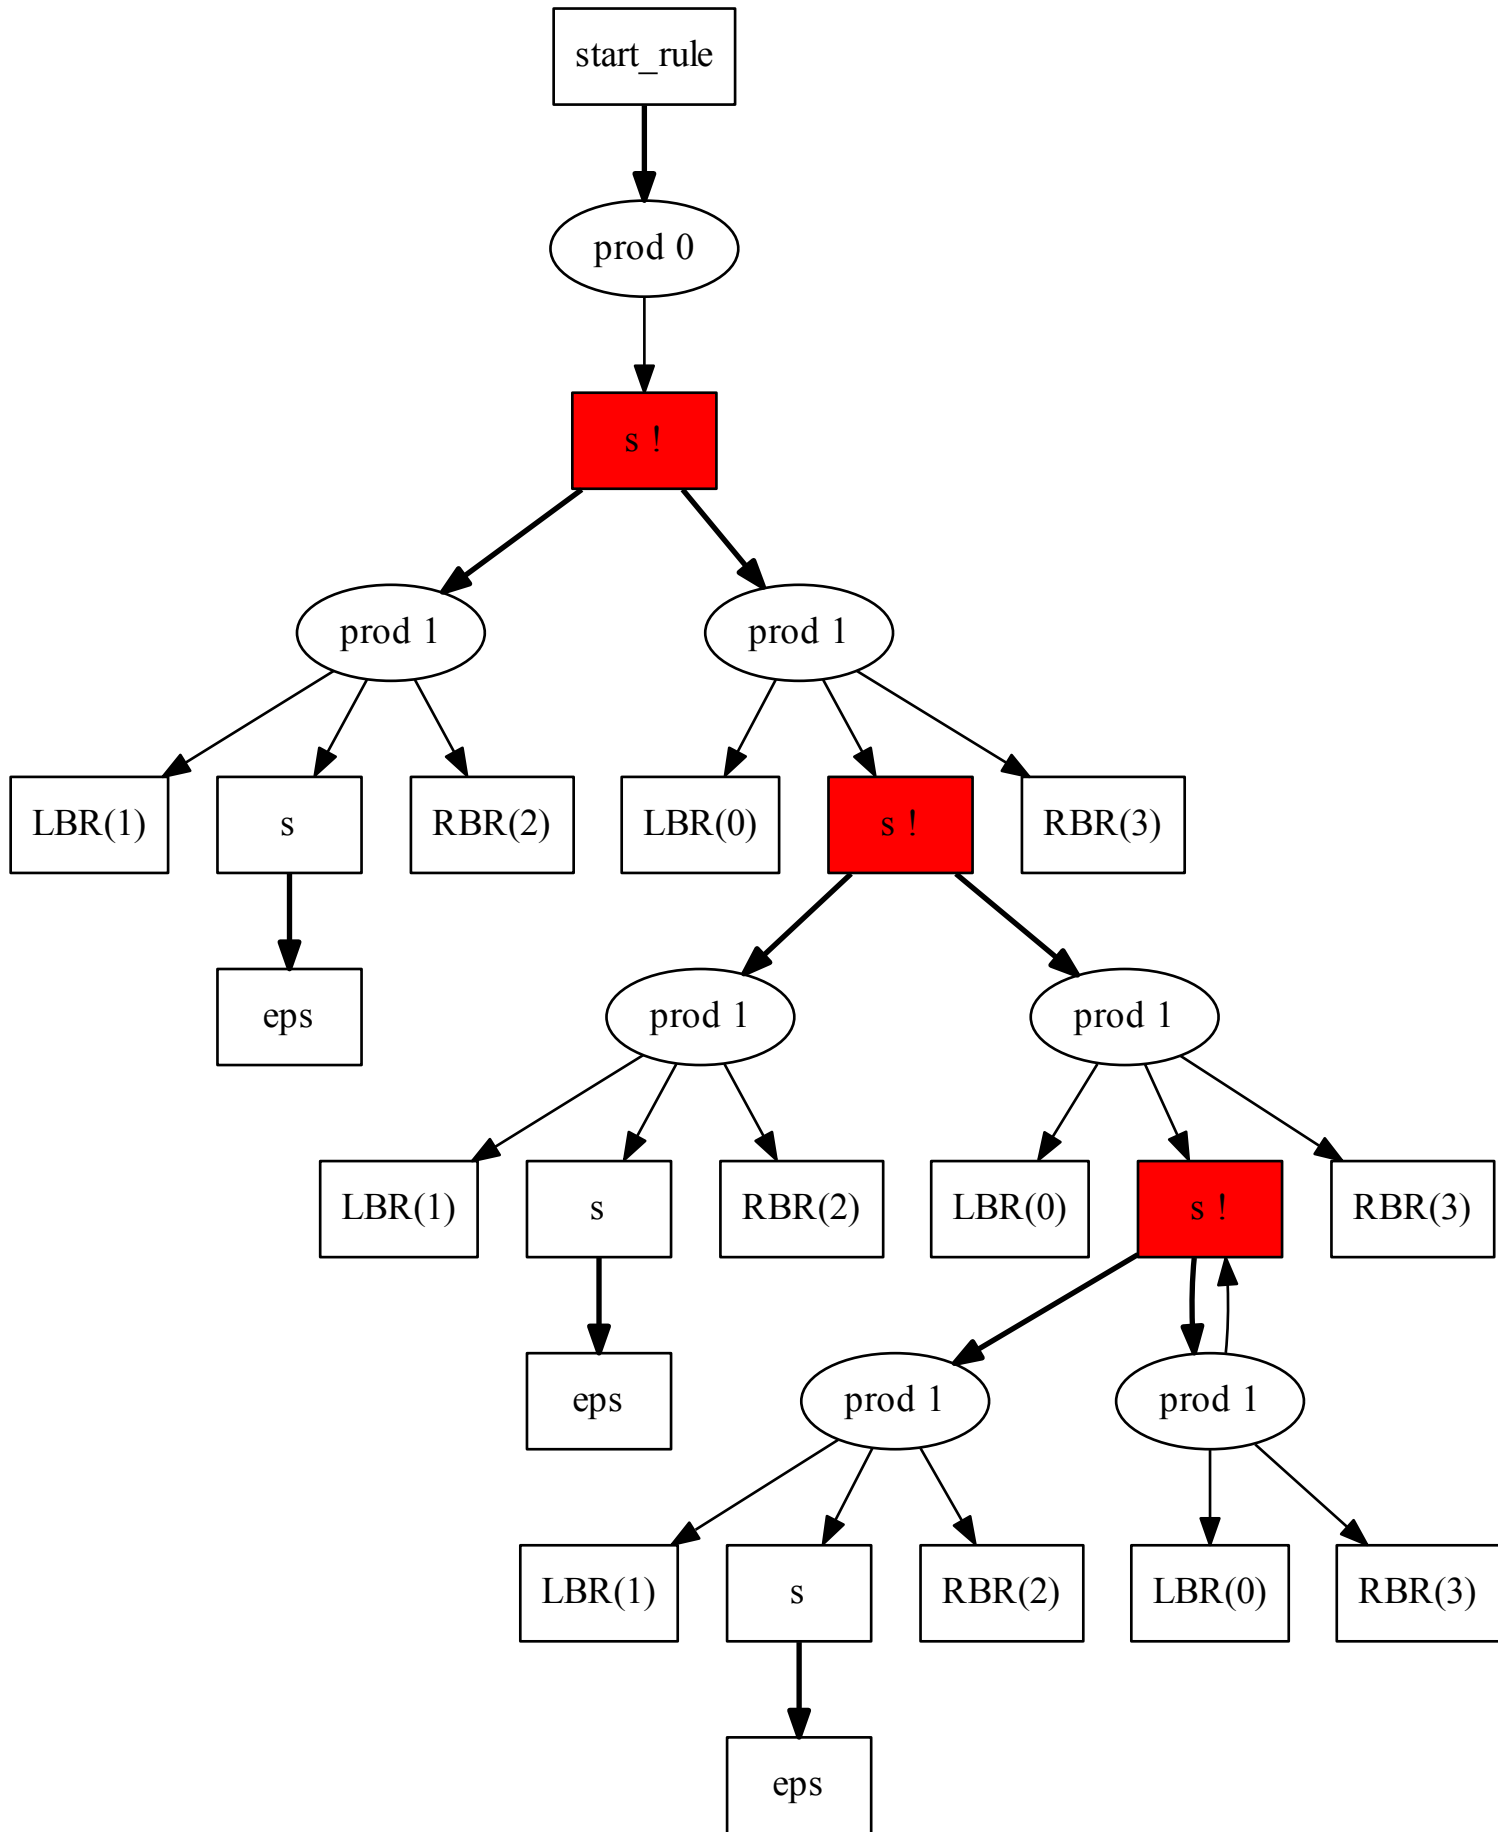 start_rule
prod 0
s !
prod 1
prod 1
LBR(1)
s
RBR(2)
LBR(0)
s !
RBR(3)
eps
prod 1
prod 1
LBR(1)
s
RBR(2)
LBR(0)
s !
RBR(3)
eps
prod 1
prod 1
LBR(1)
s
RBR(2)
LBR(0)
RBR(3)
eps